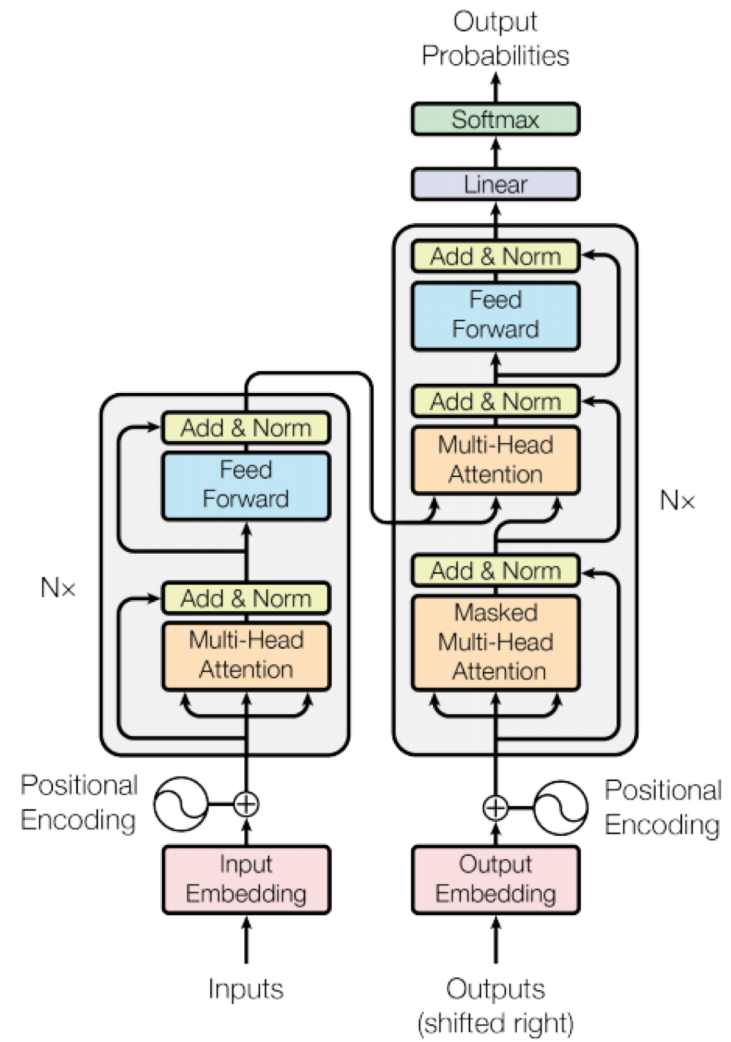 Output
Probabilities
Softmax
Linear
Add & Norm
Feed
Forward
Add & Norm
Multi-Head
Attention
Nx
Add & Norm
Masked
Multi-Head
Attention
Add & Norm
Feed
Forward
Nx
Add & Norm
Multi-Head
Attention
Positional
Encoding
Positional
Encoding
Input
Embedding
Output
Embedding
Inputs
Outputs
(shifted right)